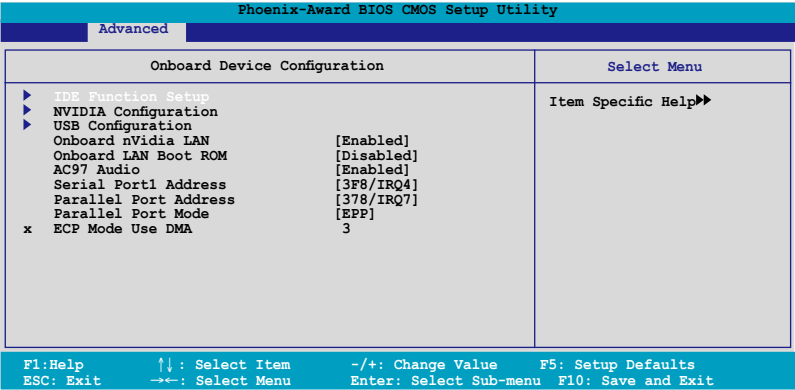 Phoenix-Award BIOS CMOS Setup Utility
Advanced
Onboard Device Configuration
Select Menu
IDE Function Setup
Item Specific Help
NVIDIA Configuration
USB Configuration
Onboard nVidia LAN [Enabled]
Onboard LAN Boot ROM [Disabled]
AC97 Audio [Enabled]
Serial Port1 Address [3F8/IRQ4]
Parallel Port Address [378/IRQ7]
Parallel Port Mode [EPP]
x ECP Mode Use DMA 3
F1:Help ↑↓: Select Item -/+: Change Value F5: Setup Defaults
ESC: Exit →←: Select Menu Enter: Select Sub-menu F10: Save and Exit